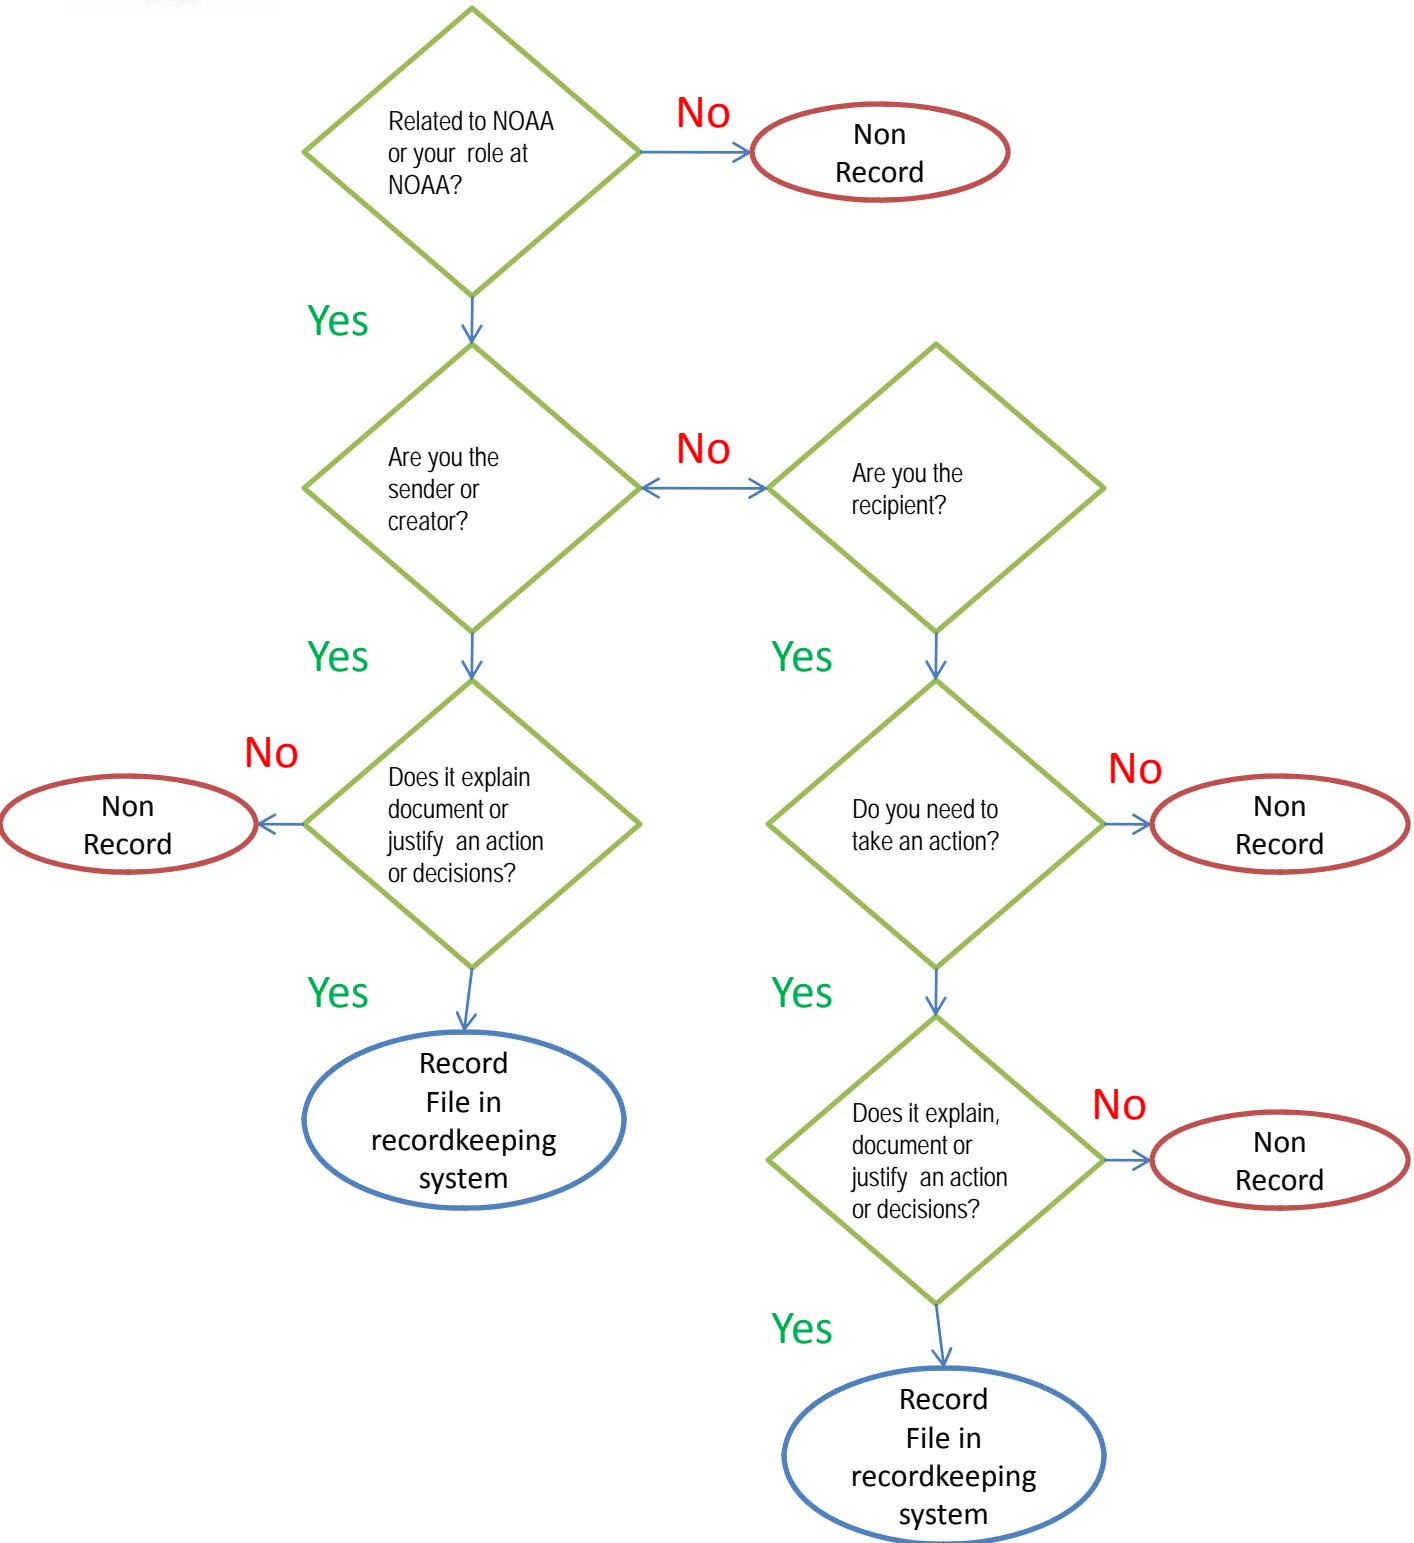 Related to NOAA
or your role at
NOAA?
No
Non
Record
Yes
Are you the
sender or
creator?
No
Are you the
recipient?
Yes
Yes
No
Non
Record
Does it explain
document or
justify an action
or decisions?
Do you need to
take an action?
No
Non
Record
Yes
Record
File in
recordkeeping
system
Yes
Does it explain,
document or
justify an action
or decisions?
No
Non
Record
Yes
Record
File in
recordkeeping
system